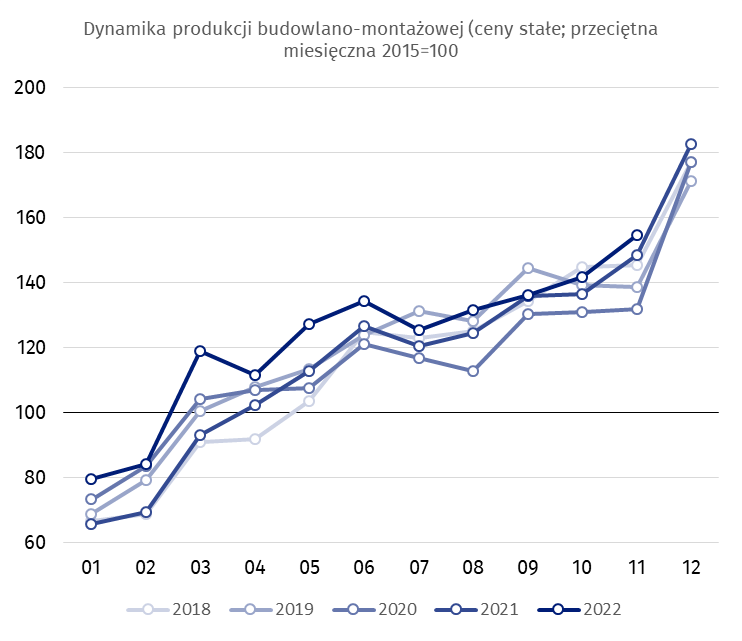 Dynamika produkcji budowlano-montażowej (ceny stałe; przeciętna
miesięczna 2015=100
200
180
160
140
120
100
80
60
01 02 03 04 05 06 07 08 09 10 11 12
2018 2019 2020 2021 2022